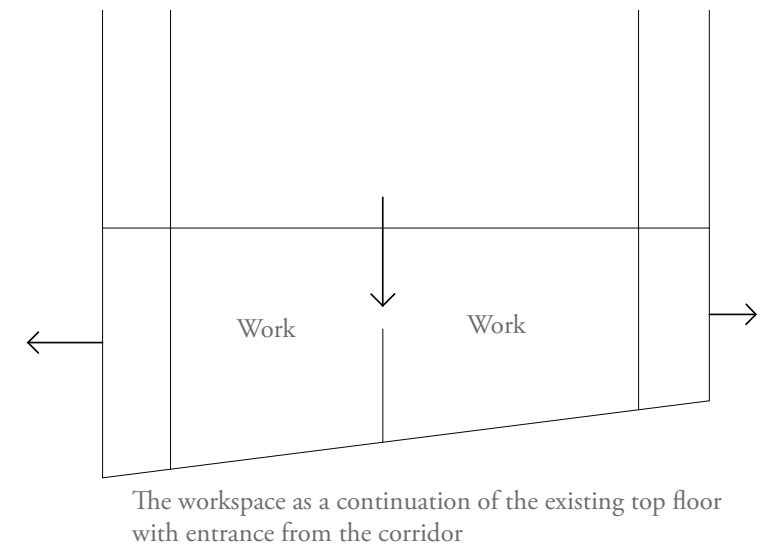 Work
Work
The workspace as a continuation of the existing top floor
with entrance from the corridor